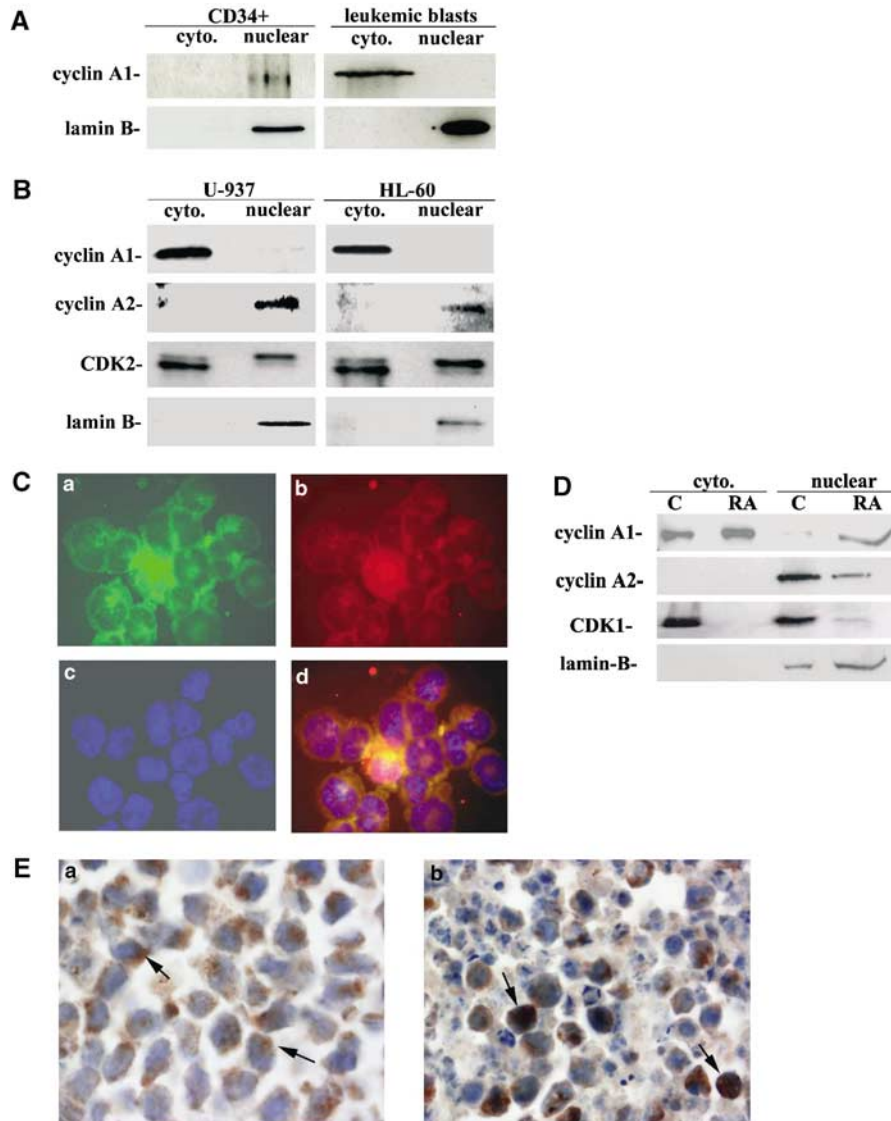 A
CD34+ leukemic blasts
cyto. nuclear cyto. nuclear
cyclin A1-
lamin B-
B
U-937 HL-60
cyto. nuclear cyto. nuclear
cyclin A1-
cyclin A2-
CDK2-
lamin B-
C
a b
c d
D
cyto. nuclear
C RA C RA
cyclin A1-
cyclin A2-
CDK1-
lamin-B-
E
a b